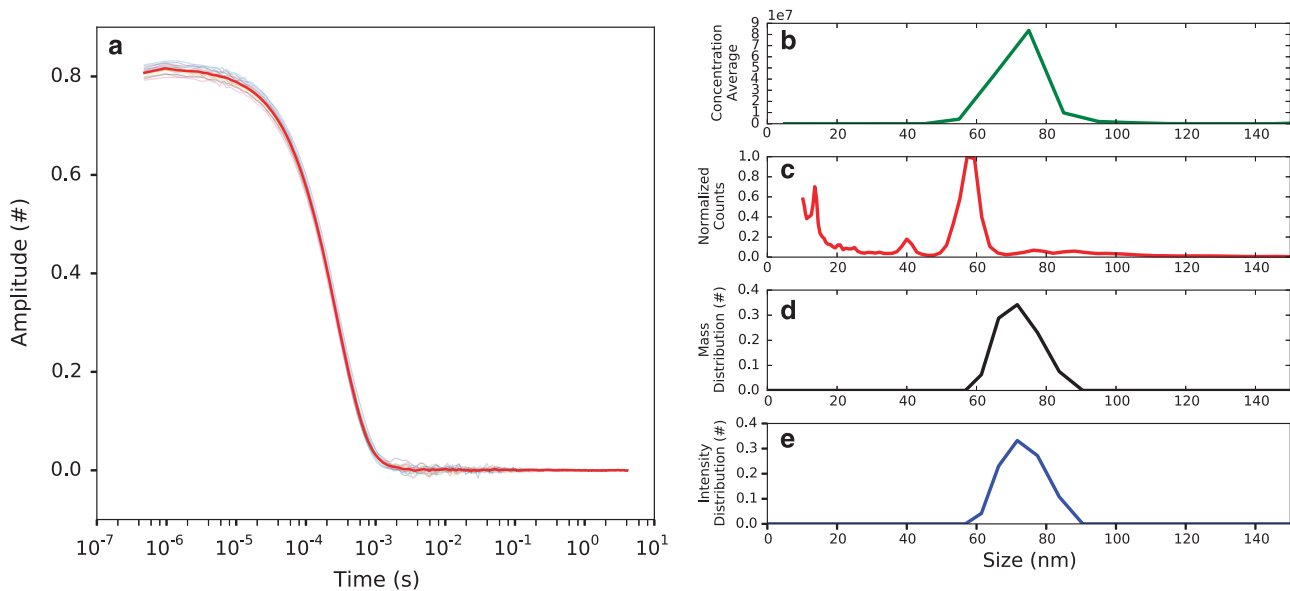 a
Amplitude (#)
0.8
0.6
0.4
0.2
0.0
10-7 10-6 10-5 10-4 10-3 10-2 10-1 100 101
Time (s)
1e7
b
Concentration
Average
9
8
7
6
5
4
3
2
1
0
0 20 40 60 80 100 120 140
c
Normalized
Counts
1.0
0.8
0.6
0.4
0.2
0.0
0 20 40 60 80 100 120 140
d
Mass
Distribution (#)
0.4
0.3
0.2
0.1
0.0
0 20 40 60 80 100 120 140
e
Intensity
Distribution (#)
0.4
0.3
0.2
0.1
0.0
0 20 40 60 80 100 120 140
Size (nm)